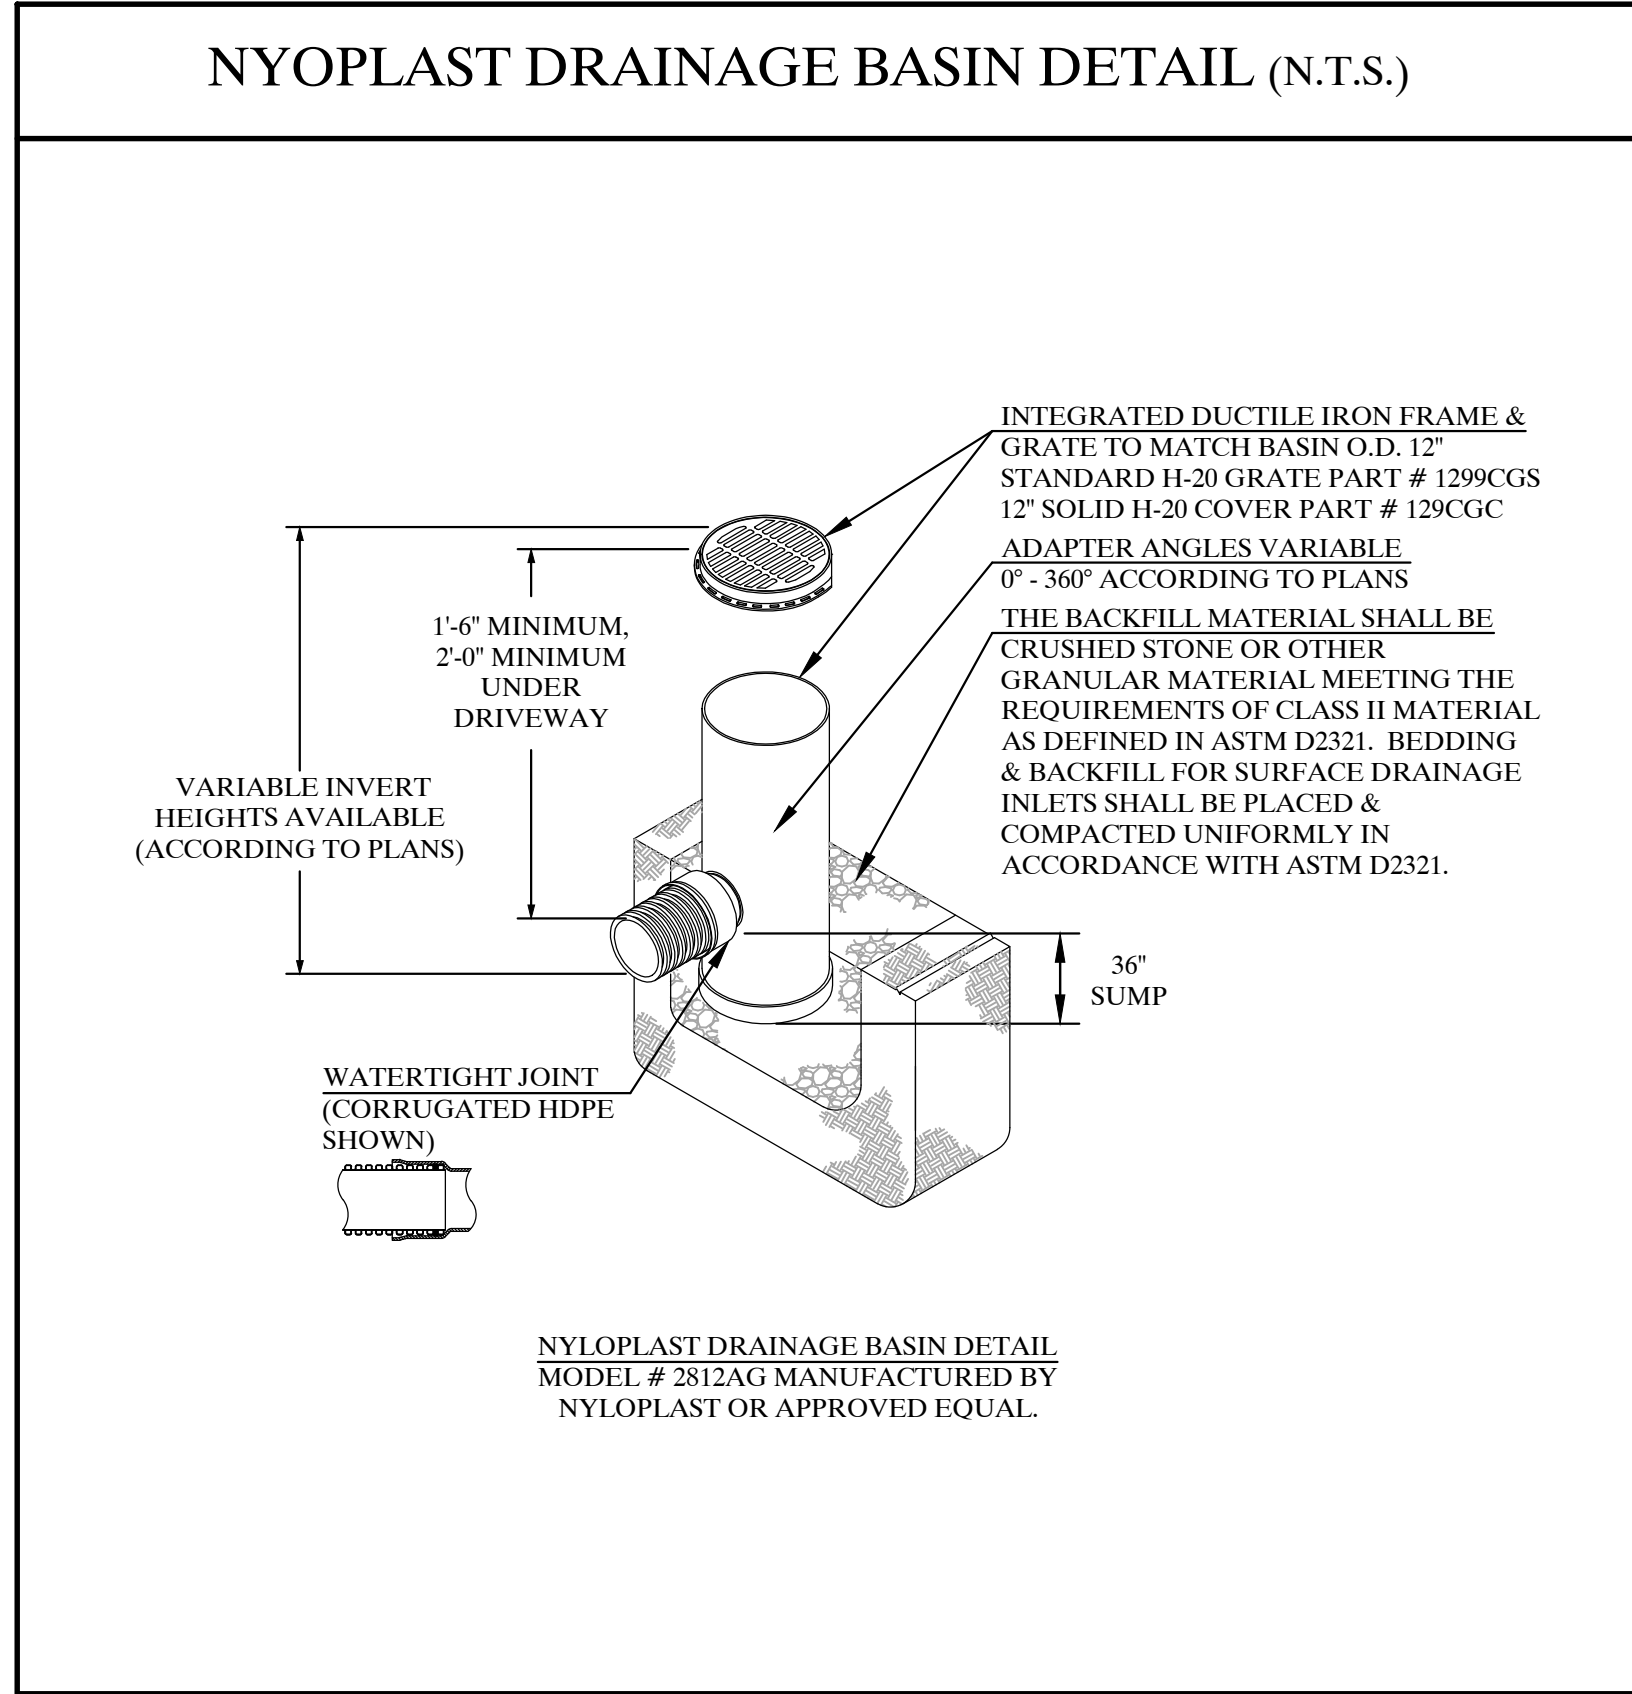 NYOPLAST DRAINAGE BASIN DETAIL (N.T.S.)
INTEGRATED DUCTILE IRON FRAME &
GRATE TO MATCH BASIN O.D. 12"
STANDARD H-20 GRATE PART # 1299CGS
12" SOLID H-20 COVER PART # 129CGC
ADAPTER ANGLES VARIABLE
0° - 360° ACCORDING TO PLANS
THE BACKFILL MATERIAL SHALL BE
CRUSHED STONE OR OTHER
GRANULAR MATERIAL MEETING THE
REQUIREMENTS OF CLASS II MATERIAL
AS DEFINED IN ASTM D2321. BEDDING
& BACKFILL FOR SURFACE DRAINAGE
INLETS SHALL BE PLACED &
COMPACTED UNIFORMLY IN
ACCORDANCE WITH ASTM D2321.
1'-6" MINIMUM,
2'-0" MINIMUM
UNDER
DRIVEWAY
VARIABLE INVERT
HEIGHTS AVAILABLE
(ACCORDING TO PLANS)
36"
SUMP
WATERTIGHT JOINT
(CORRUGATED HDPE
SHOWN)
NYLOPLAST DRAINAGE BASIN DETAIL
MODEL # 2812AG MANUFACTURED BY
NYLOPLAST OR APPROVED EQUAL.